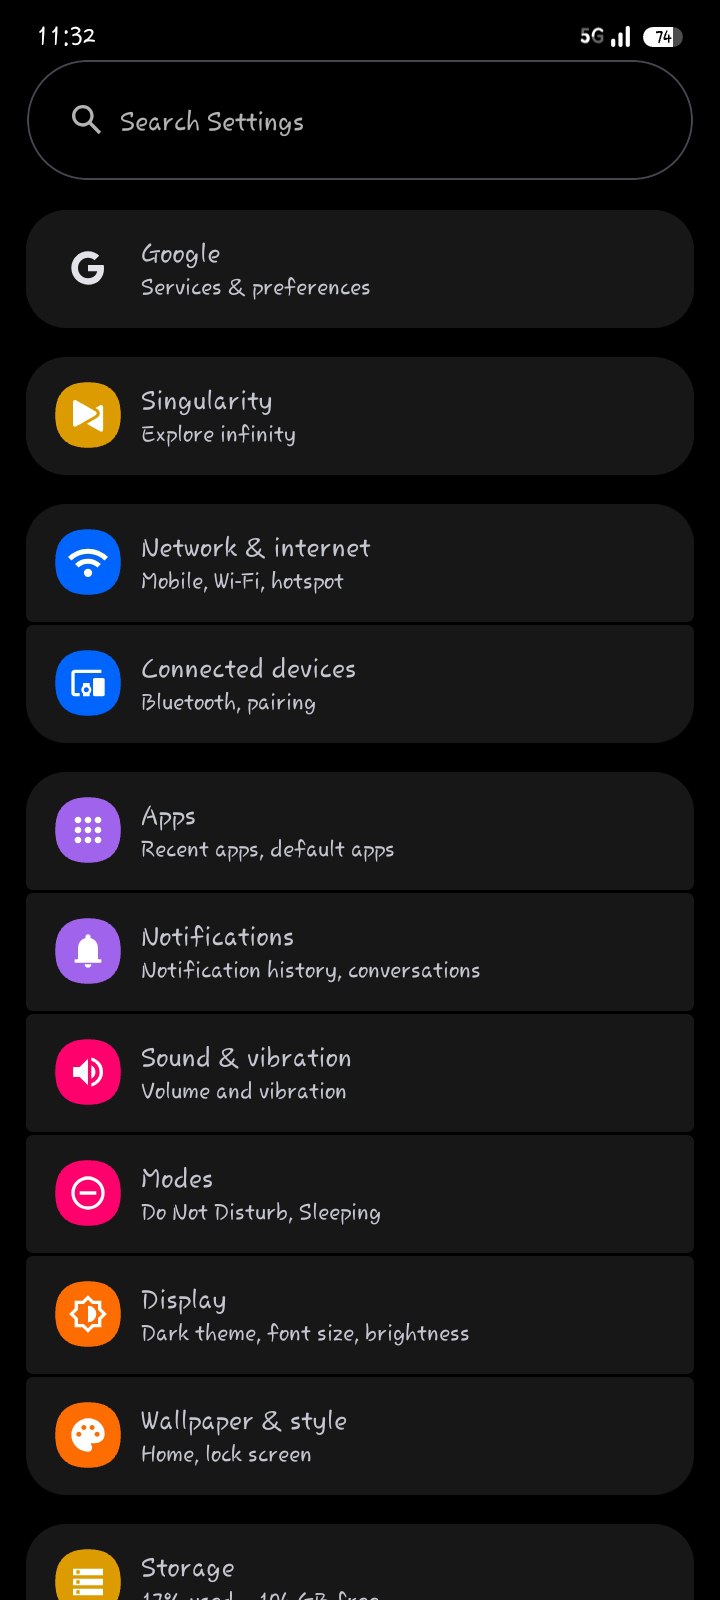 11:32
5G
74
Search Settings
Google
Services & preferences
Singularity
Explore infinity
Network & internet
Mobile, Wi-Fi, hotspot
Connected devices
Bluetooth, pairing
Apps
Recent apps, default apps
Notifications
Notification history, conversations
Sound & vibration
Volume and vibration
Modes
Do Not Disturb, Sleeping
Display
Dark theme, font size, brightness
Wallpaper & style
Home, lock screen
Storage